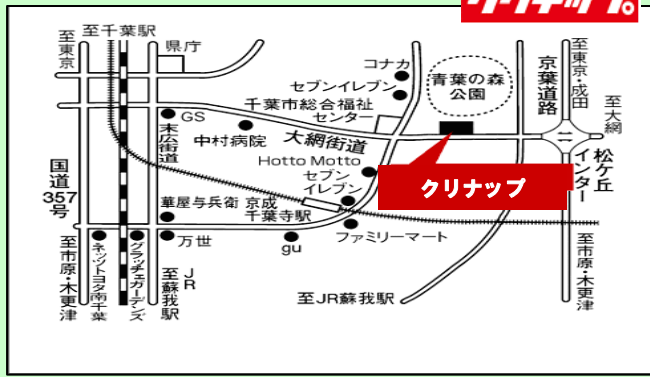 クリナップ。
至千葉駅
至東京
県庁
コナカ
セブンイレブン
青葉の森
公園
京葉道路
至東京・成田
至大網
千葉市総合福祉
センター
GS
末広街道
中村病院
大網街道
Hotto Motto
セブン
イレブン
クリナップ
松ケ丘
インター
国道
357
号
華屋与兵衛
京成
千葉寺駅
万世
gu
ファミリーマート
至市原・木更津
ネッツトヨタ南千葉
グラッチェガーデンズ
至蘇我駅
JR
至JR蘇我駅
至市原・木更津